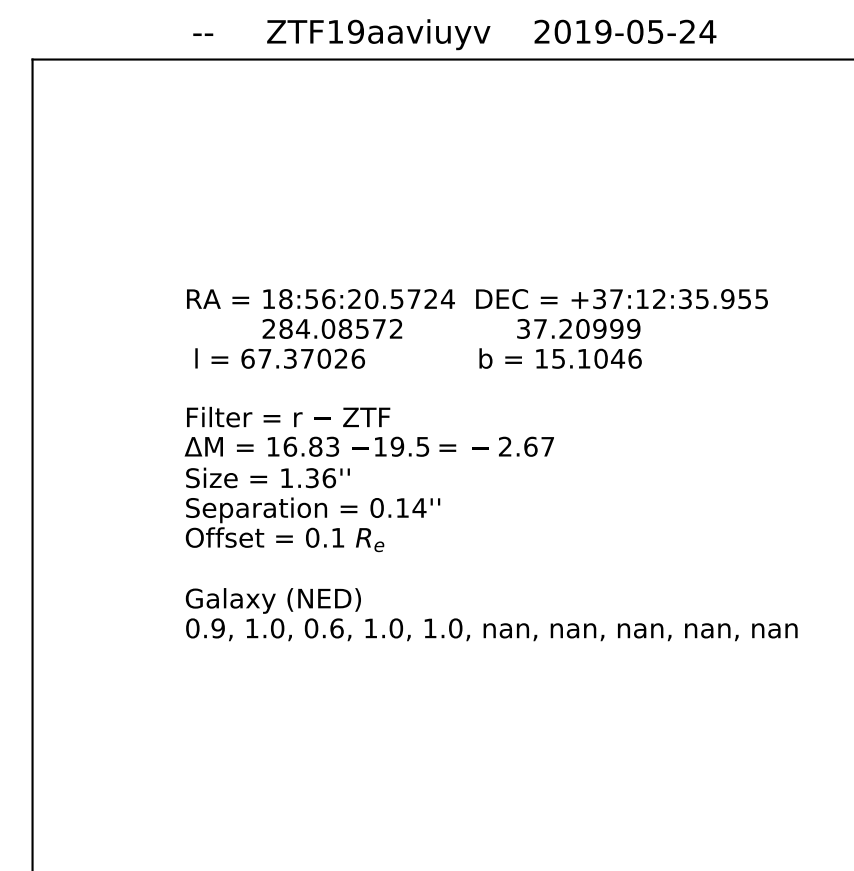 -- ZTF19aaviuyv 2019-05-24
RA = 18:56:20.5724 DEC = +37:12:35.955
284.08572 37.20999
l = 67.37026 b = 15.1046
Filter = r − ZTF
ΔM = 16.83 −19.5 = − 2.67
Size = 1.36''
Separation = 0.14''
Offset = 0.1 Re
Galaxy (NED)
0.9, 1.0, 0.6, 1.0, 1.0, nan, nan, nan, nan, nan